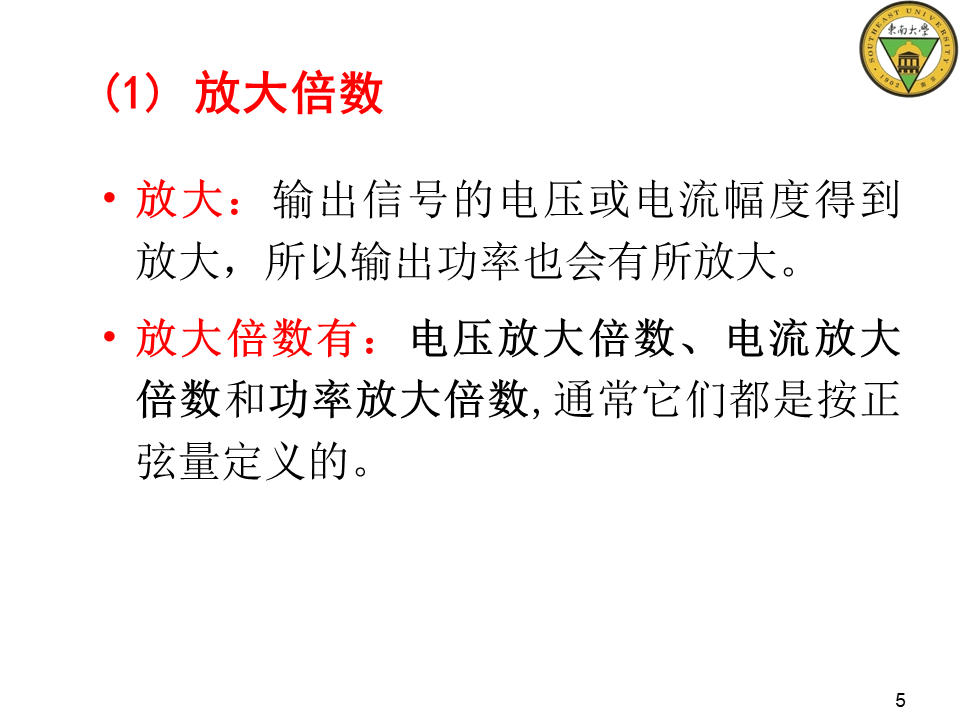 (1) 放大倍数
SOUTHEAST UNIVERSITY
東南大學
1902 南京
• 放大：输出信号的电压或电流幅度得到
放大，所以输出功率也会有所放大。
• 放大倍数有：电压放大倍数、电流放大
倍数和功率放大倍数,通常它们都是按正
弦量定义的。
5